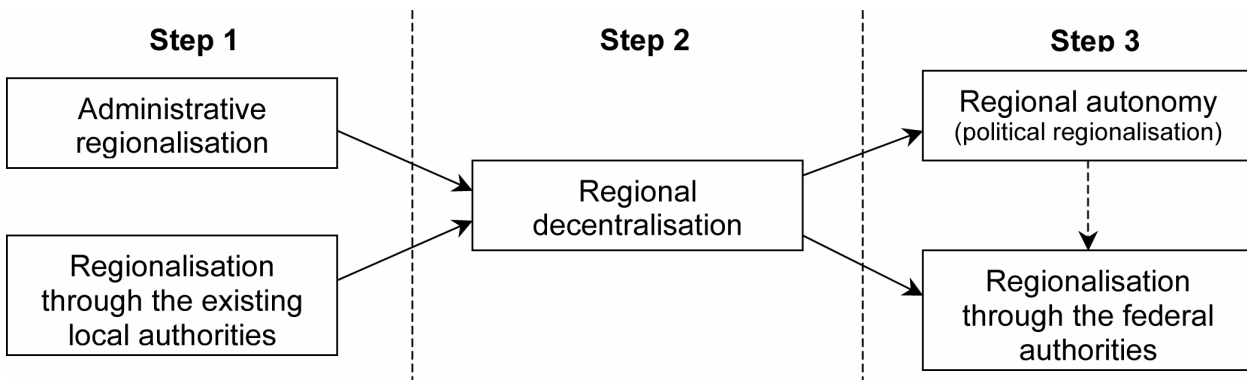 Step 1
Administrative
regionalisation
Regionalisation
through the existing
local authorities
Step 2
Regional
decentralisation
Step 3
Regional autonomy
(political regionalisation)
Regionalisation
through the federal
authorities